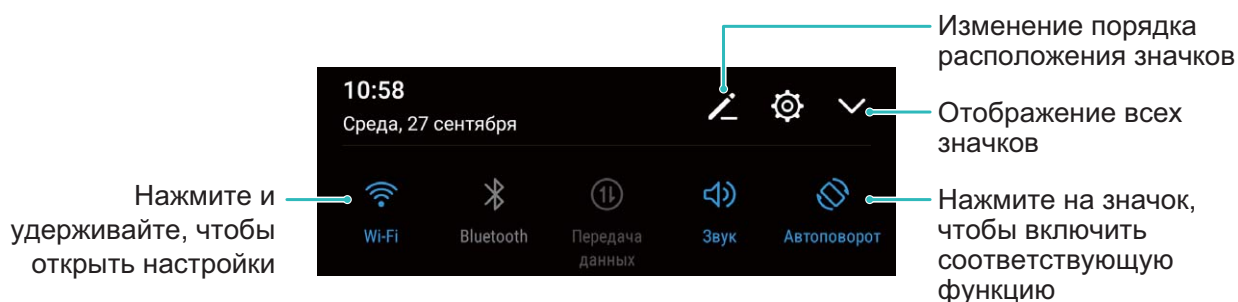 Изменение порядка
расположения значков
10:58
Среда, 27 сентября
Отображение всех
значков
Нажмите и
удерживайте, чтобы
открыть настройки
Wi-Fi
Bluetooth
Передача
данных
Звук
Автоповорот
Нажмите на значок,
чтобы включить
соответствующую
функцию